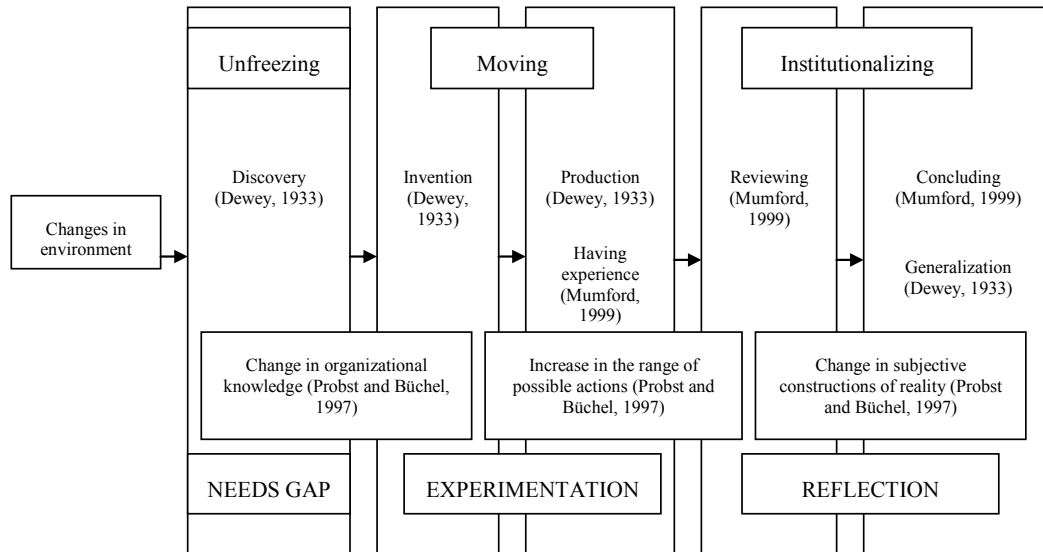 Unfreezing
Moving
Institutionalizing
Changes in
environment
Discovery
(Dewey, 1933)
Invention
(Dewey,
1933)
Production
(Dewey, 1933)
Having
experience
(Mumford,
1999)
Reviewing
(Mumford,
1999)
Concluding
(Mumford, 1999)
Generalization
(Dewey, 1933)
Change in organizational
knowledge (Probst and Büchel,
1997)
Increase in the range of
possible actions (Probst and
Büchel, 1997)
Change in subjective
constructions of reality (Probst
and Büchel, 1997)
NEEDS GAP
EXPERIMENTATION
REFLECTION